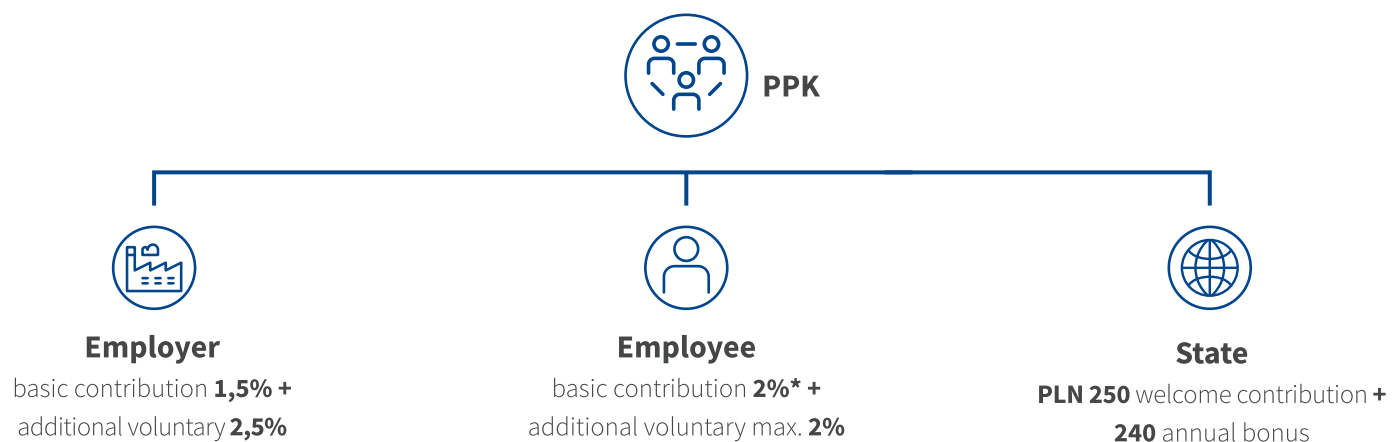 PPK
Employer
basic contribution 1,5% +
additional voluntary 2,5%
Employee
basic contribution 2%* +
additional voluntary max. 2%
State
PLN 250 welcome contribution +
240 annual bonus